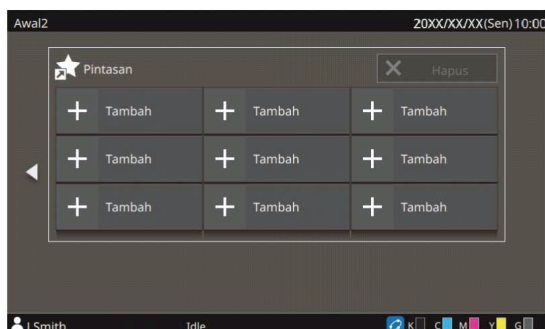 Awal2 20XX/XX/XX(Sen)10:00
Pintasan Hapus
Tambah Tambah Tambah
Tambah Tambah Tambah
Tambah Tambah Tambah
J.Smith Idle K C M Y G